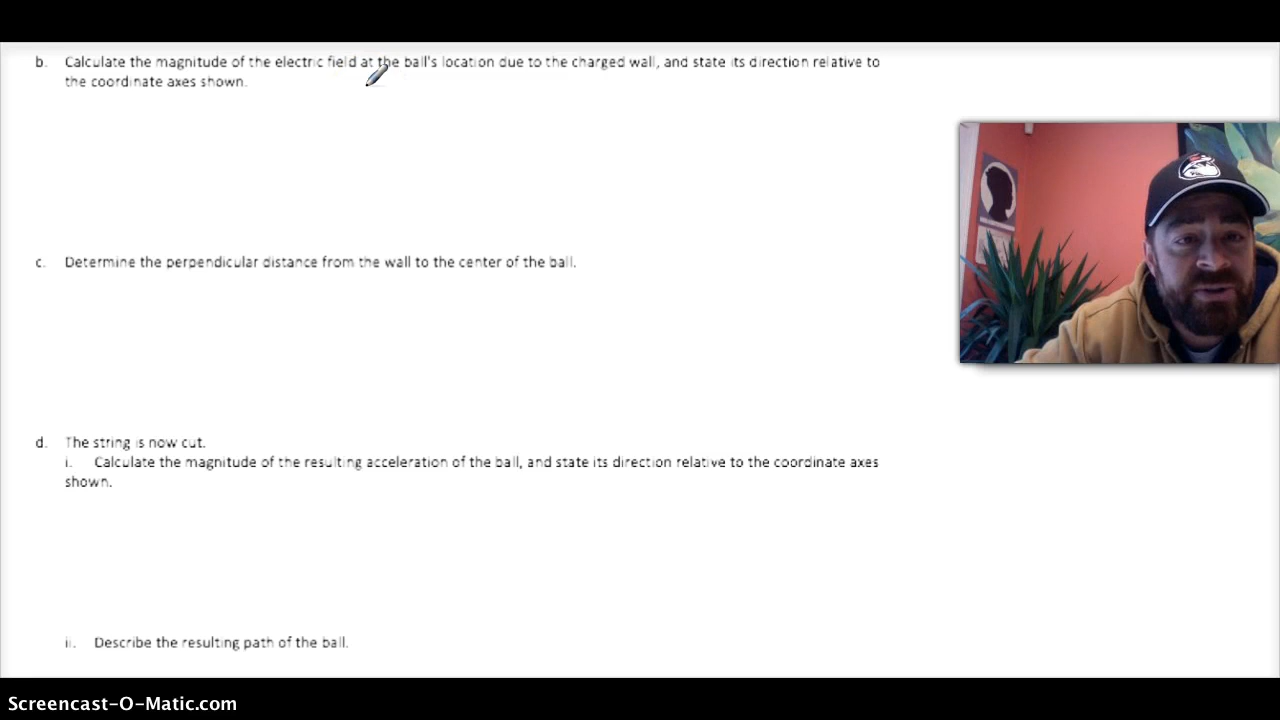 b. Calculate the magnitude of the electric field at the ball's location due to the charged wall, and state its direction relative to
the coordinate axes shown.
c. Determine the perpendicular distance from the wall to the center of the ball.
d. The string is now cut.
i. Calculate the magnitude of the resulting acceleration of the ball, and state its direction relative to the coordinate axes
shown.
ii. Describe the resulting path of the ball.
Screencast-O-Matic.com